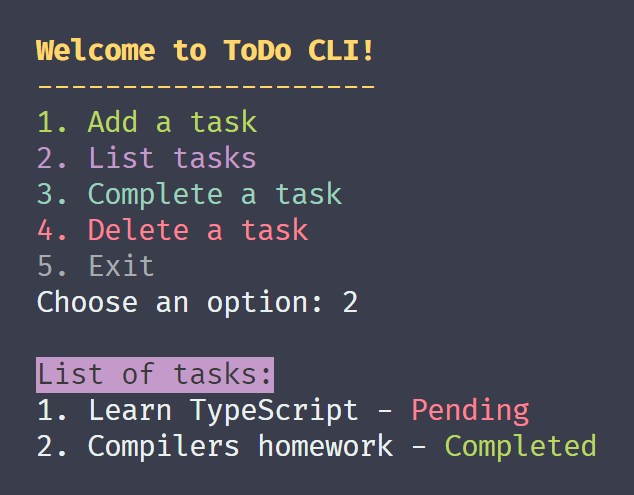 Welcome to ToDo CLI!
--------------------
1. Add a task
2. List tasks
3. Complete a task
4. Delete a task
5. Exit
Choose an option: 2
List of tasks:
1. Learn TypeScript - Pending
2. Compilers homework - Completed